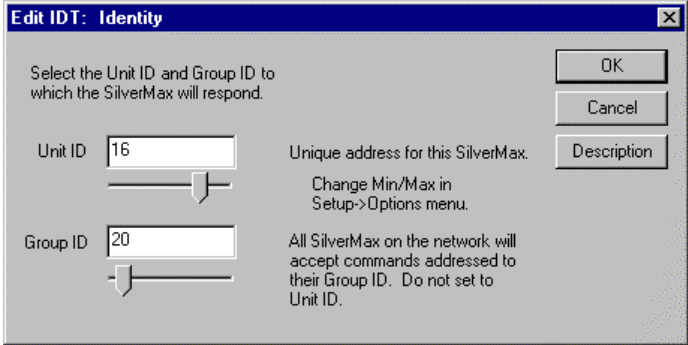 Edit IDT: Identity
Select the Unit ID and Group ID to
which the SilverMax will respond.
OK
Cancel
Description
Unit ID
16
Unique address for this SilverMax.
Change Min/Max in
Setup->Options menu.
Group ID
20
All SilverMax on the network will
accept commands addressed to
their Group ID. Do not set to
Unit ID.